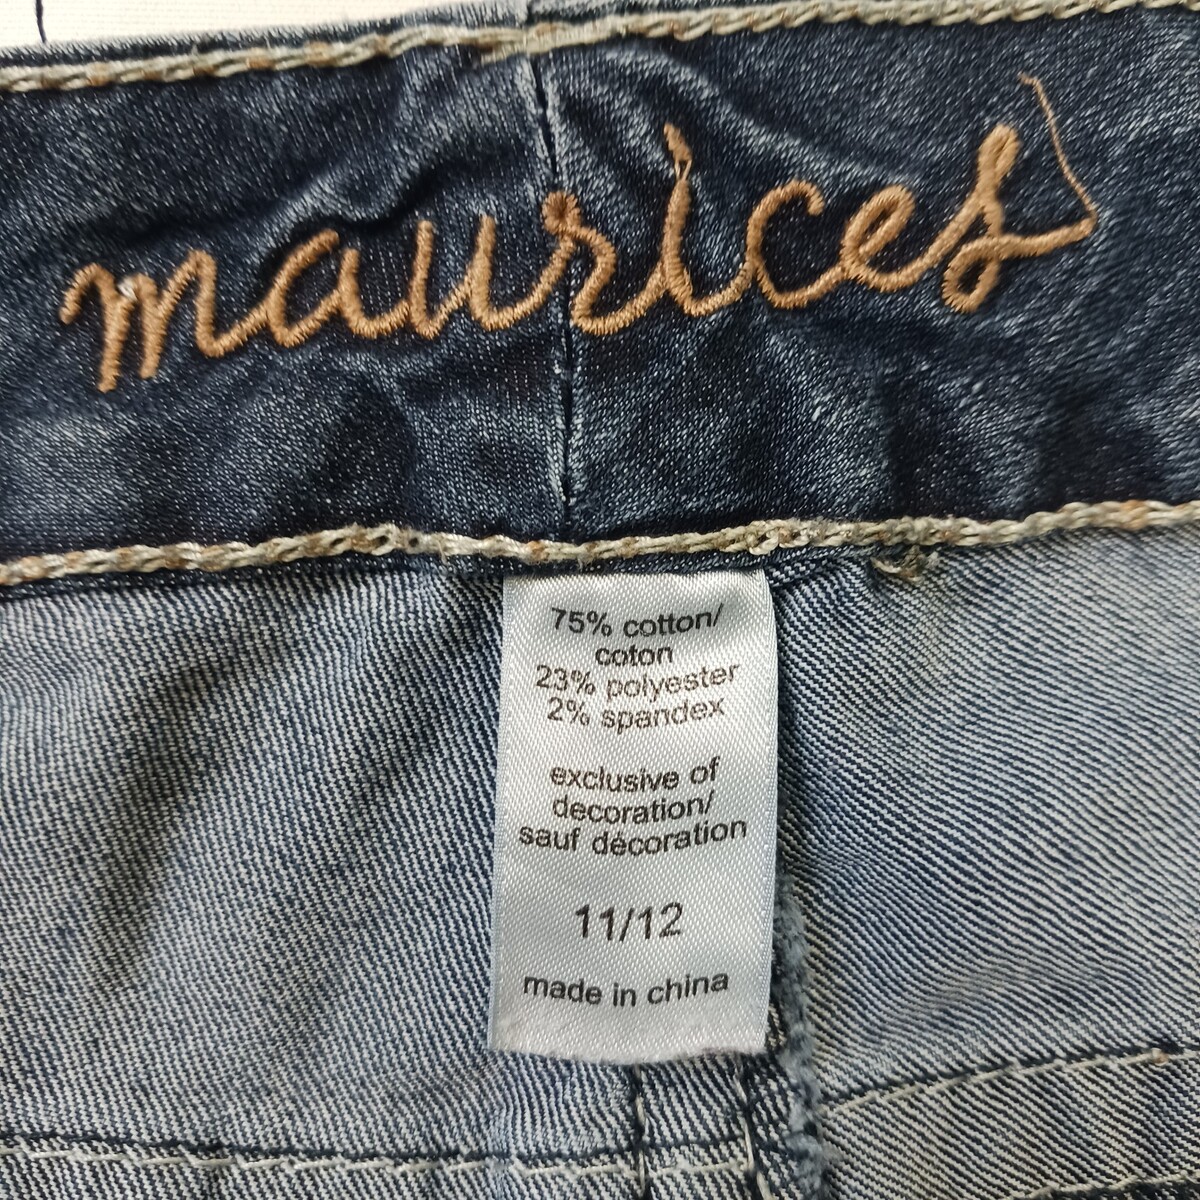 maurices
75% cotton/
coton
23% polyester
2% spandex
exclusive of
decoration/
sauf décoration
11/12
made in china